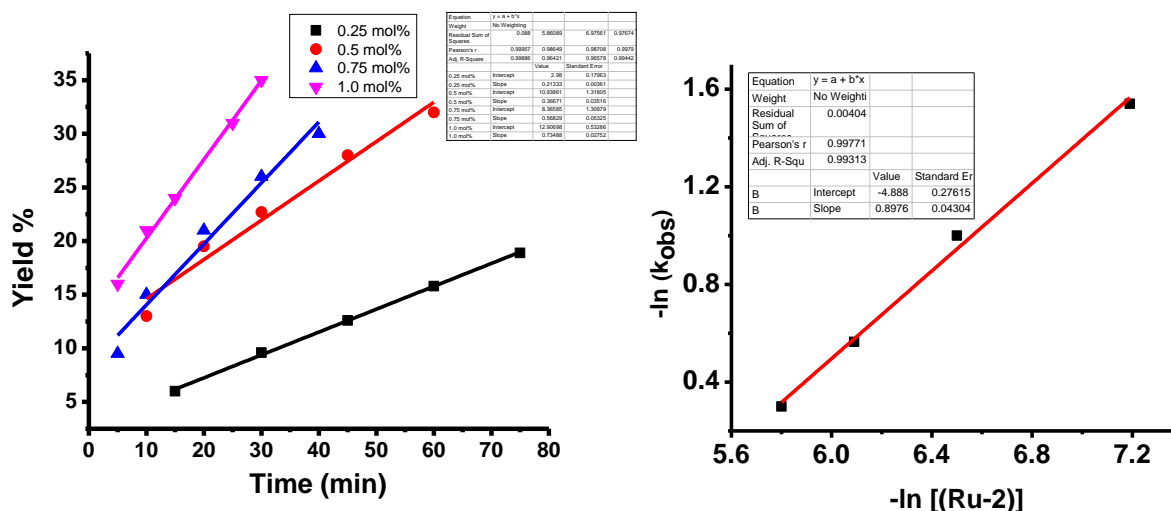 0.25 mol%
0.5 mol%
0.75 mol%
1.0 mol%
Equation y = a + b*x
Weight No Weighting
Residual Sum of Squares 0.088 5.86089 6.97561 0.97674
Pearson's r 0.99957 0.98649 0.98708 0.9979
Adj. R-Square 0.99886 0.96421 0.96578 0.99442
Value Standard Error
0.25 mol% Intercept 2.98 0.17963
0.25 mol% Slope 0.21333 0.00361
0.5 mol% Intercept 10.93861 1.31805
0.5 mol% Slope 0.36671 0.03516
0.75 mol% Intercept 8.36585 1.30979
0.75 mol% Slope 0.56829 0.05325
1.0 mol% Intercept 12.90698 0.53286
1.0 mol% Slope 0.73488 0.02752
Yield %
35
30
25
20
15
10
5
0 10 20 30 40 50 60 70 80
Time (min)
Equation y = a + b*x
Weight No Weighti
Residual 0.00404
Sum of
Pearson's r 0.99771
Adj. R-Squ 0.99313
Value Standard Er
B Intercept -4.888 0.27615
B Slope 0.8976 0.04304
-ln (kobs)
1.6
1.2
0.8
0.4
5.6 6.0 6.4 6.8 7.2
-ln [(Ru-2)]